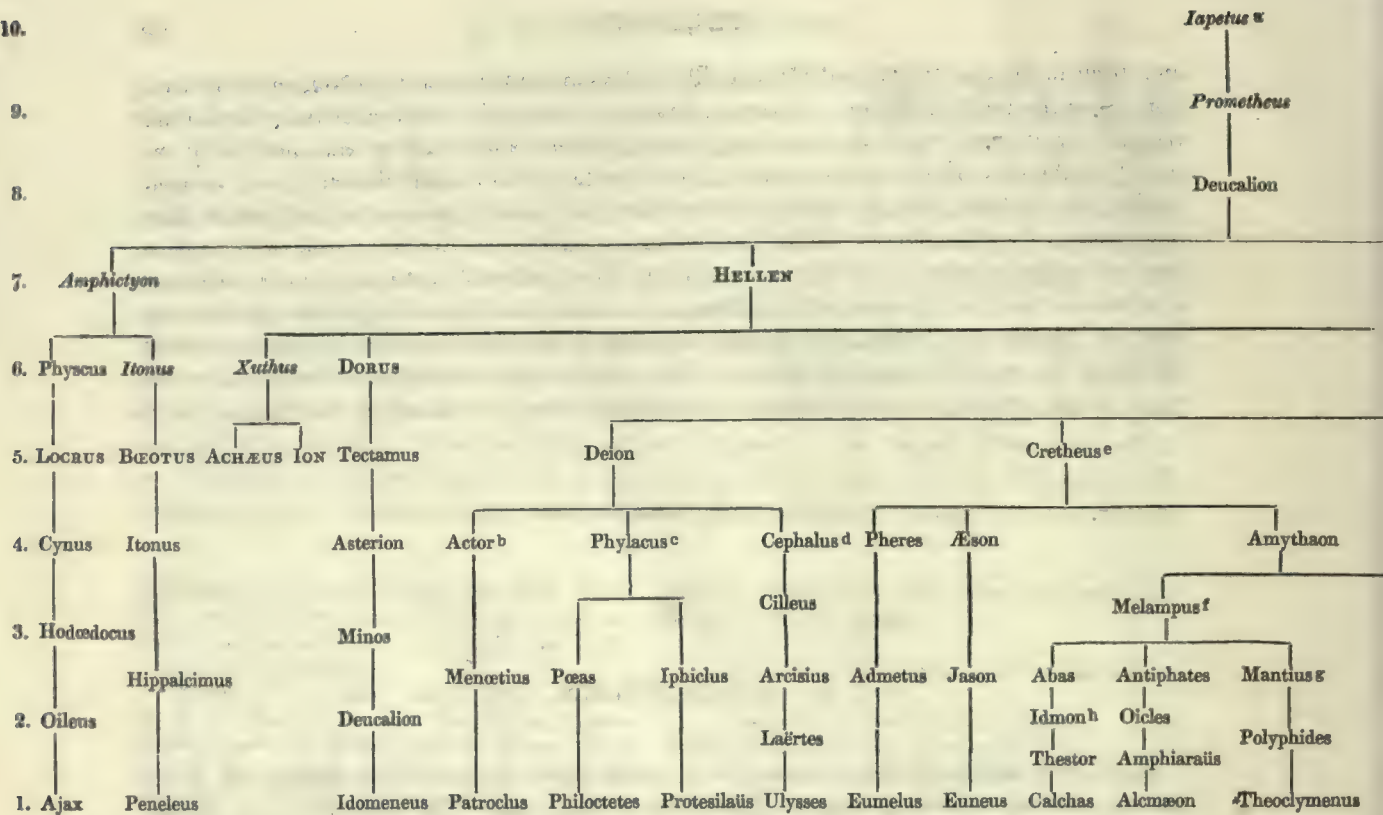 10. Iapetus a
9. Prometheus
8. Deucalion
7. Amphictyon HELLEN
6. Physcus Itonus Xuthus DORUS
5. LOCRUS BŒOTUS ACHÆUS ION Tectamus Deion Cretheus e
4. Cynus Itonus Asterion Actor b Phylacus c Cephalus d Pheres Æson Amythaon
Cilleus Melampus f
3. Hodœdocus Minos
Hippalcimus Menœtius Pœas Iphiclus Arcisius Admetus Jason Abas Antiphates Mantius g
2. Oileus Deucalion Idmon h Oicles
Laërtes Polyphides
Thestor Amphiaraüs
1. Ajax Peneleus Idomeneus Patroclus Philoctetes Protesilaüs Ulysses Eumelus Euneus Calchas Alcmæon Theoclymenus